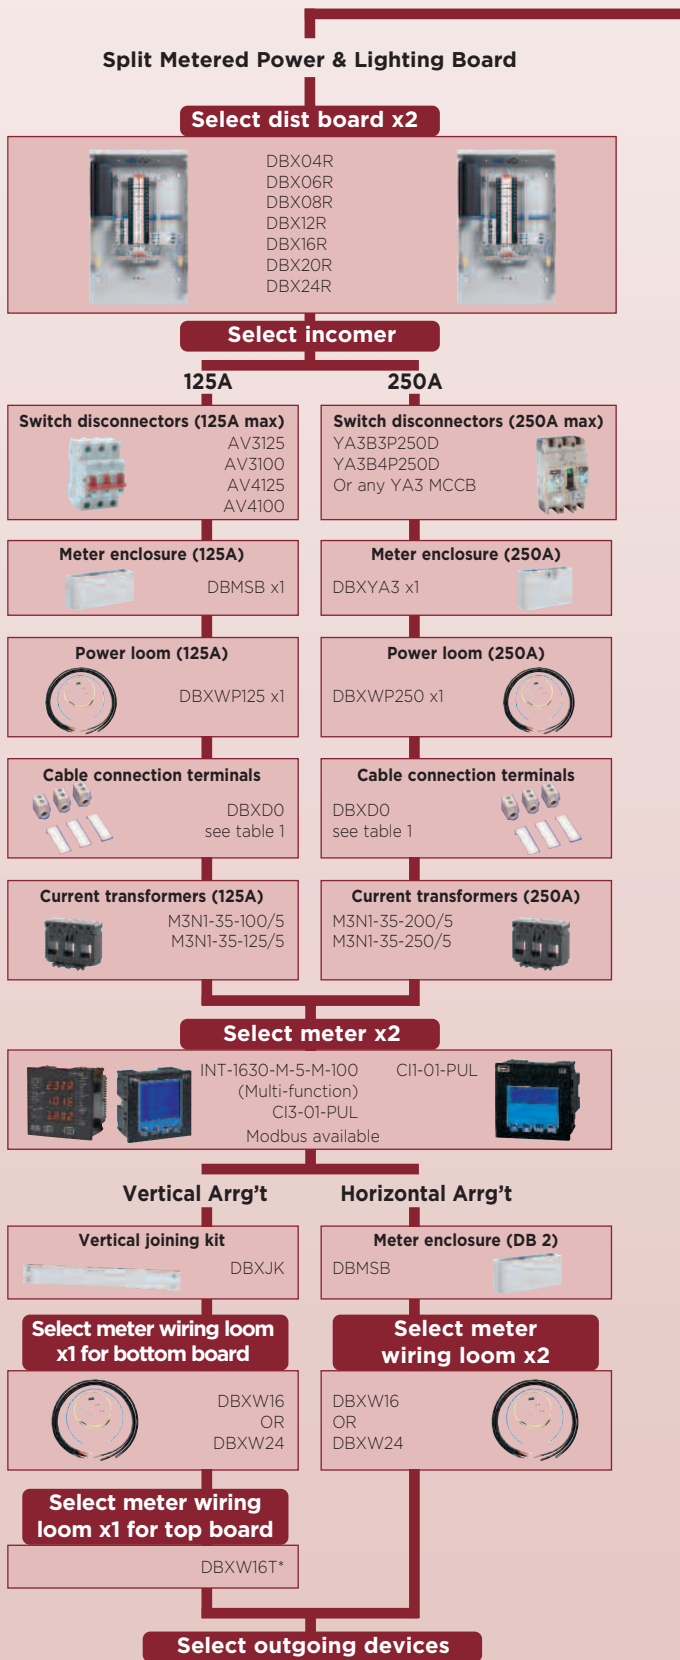 Split Metered Power & Lighting Board
Select dist board x2
DBX04R
DBX06R
DBX08R
DBX12R
DBX16R
DBX20R
DBX24R
Select incomer
125A
250A
Switch disconnectors (125A max)
AV3125
AV3100
AV4125
AV4100
Switch disconnectors (250A max)
YA3B3P250D
YA3B4P250D
Or any YA3 MCCB
Meter enclosure (125A)
DBMSB x1
Meter enclosure (250A)
DBXYA3 x1
Power loom (125A)
DBXWP125 x1
Power loom (250A)
DBXWP250 x1
Cable connection terminals
DBXD0
see table 1
Cable connection terminals
DBXD0
see table 1
Current transformers (125A)
M3N1-35-100/5
M3N1-35-125/5
Current transformers (250A)
M3N1-35-200/5
M3N1-35-250/5
Select meter x2
INT-1630-M-5-M-100
(Multi-function)
CI3-01-PUL
Modbus available
CI1-01-PUL
Vertical Arrg't
Horizontal Arrg't
Vertical joining kit
DBXJK
Meter enclosure (DB 2)
DBMSB
Select meter wiring loom
x1 for bottom board
Select meter
wiring loom x2
DBXW16
OR
DBXW24
DBXW16
OR
DBXW24
Select meter wiring
loom x1 for top board
DBXW16T*
Select outgoing devices